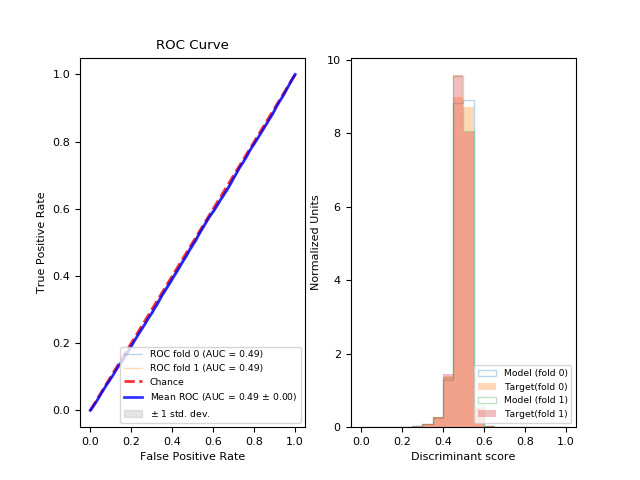 ROC Curve
True Positive Rate
1.0
0.8
0.6
0.4
0.2
0.0
ROC fold 0 (AUC = 0.49)
ROC fold 1 (AUC = 0.49)
Chance
Mean ROC (AUC = 0.49 ± 0.00)
± 1 std. dev.
0.0 0.2 0.4 0.6 0.8 1.0
False Positive Rate
Normalized Units
10
8
6
4
2
0
Model (fold 0)
Target(fold 0)
Model (fold 1)
Target(fold 1)
0.0 0.2 0.4 0.6 0.8 1.0
Discriminant score